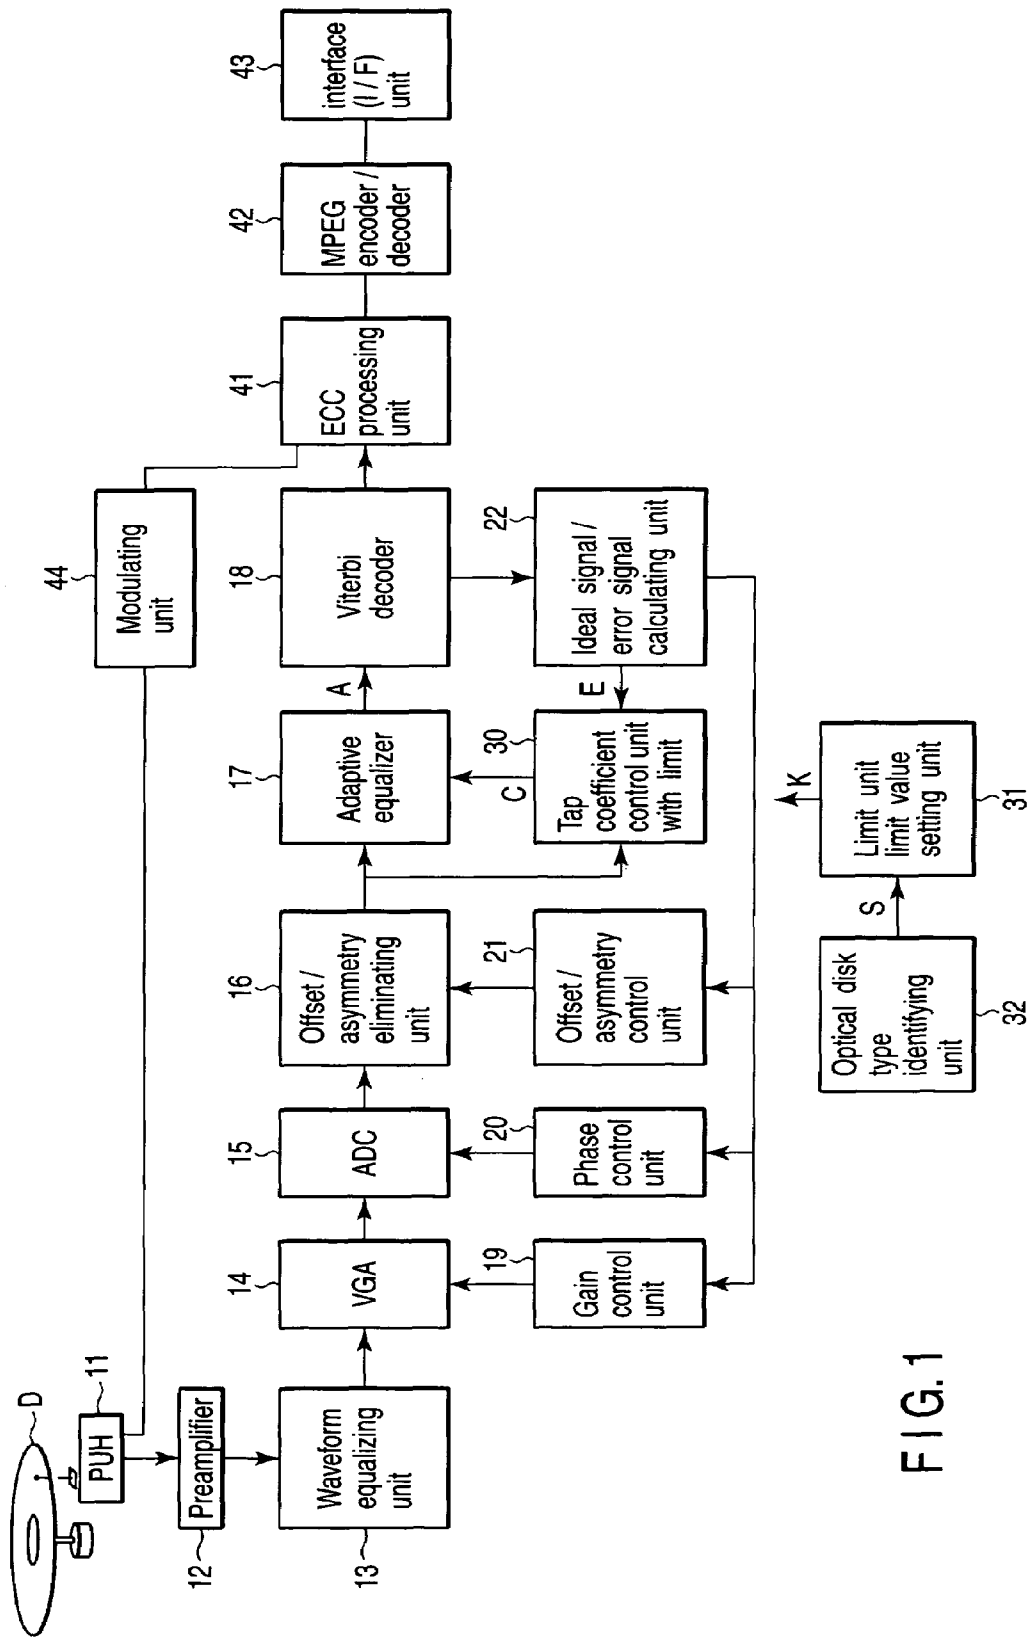 D
11
PUH
12
Preamplifier
13
Waveform
equalizing
unit
14
VGA
15
ADC
16
Offset /
asymmetry
eliminating
unit
17
Adaptive
equalizer
A
18
Viterbi
decoder
41
ECC
processing
unit
42
MPEG
encoder /
decoder
43
interface
(I / F)
unit
44
Modulating
unit
19
Gain
control
unit
20
Phase
control
unit
21
Offset /
asymmetry
control
unit
C
30
Tap
coefficient
control unit
with limit
E
22
Ideal signal /
error signal
calculating unit
Optical disk
type
identifying
unit
32
S
Limit unit
limit value
setting unit
31
K
FIG. 1